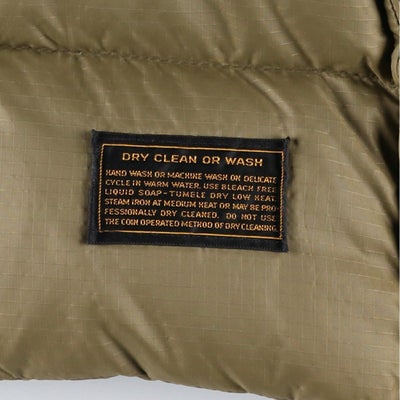 DRY CLEAN OR WASH
HAND WASH OR MACHINE WASH ON DELICATE
CYCLE IN WARM WATER. USE BLEACH FREE
LIQUID SOAP-TUMBLE DRY LOW HEAT.
STEAM IRON AT MEDIUM HEAT OR MAY BE PRO-
FESSIONALLY DRY CLEANED. DO NOT USE
THE COIN OPERATED METHOD OF DRY CLEANING.